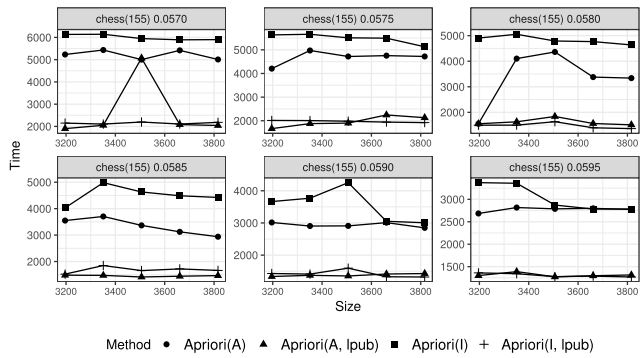 chess(155) 0.0570
chess(155) 0.0575
chess(155) 0.0580
6000
5000
4000
3000
2000
5000
4000
3000
2000
5000
4000
3000
2000
3200 3400 3600 3800
3200 3400 3600 3800
3200 3400 3600 3800
Time
chess(155) 0.0585
chess(155) 0.0590
chess(155) 0.0595
5000
4000
3000
2000
4000
3000
2000
3000
2500
2000
1500
3200 3400 3600 3800
3200 3400 3600 3800
3200 3400 3600 3800
Size
Method Apriori(A) Apriori(A, lpub) Apriori(I) Apriori(I, lpub)